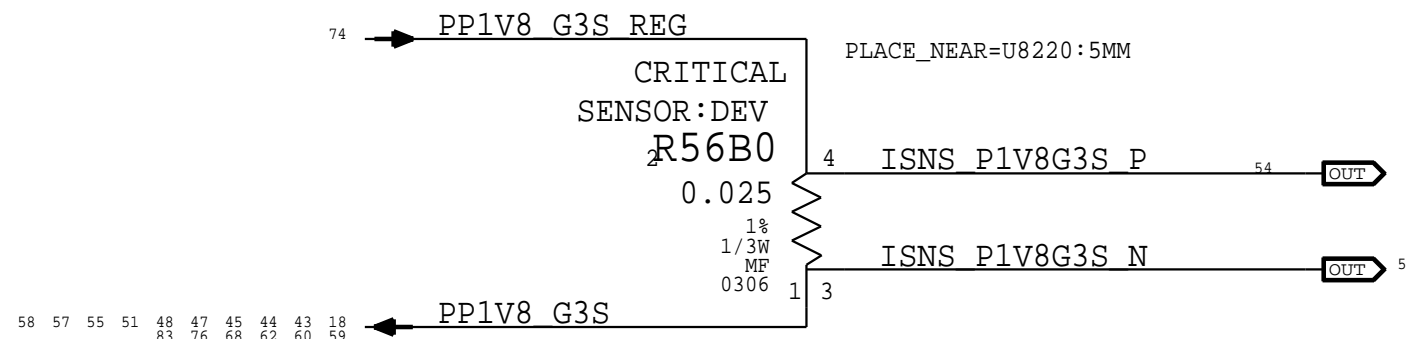 74 PP1V8_G3S_REG
PLACE_NEAR=U8220:5MM
CRITICAL
SENSOR:DEV
2 R56B0
4 ISNS_P1V8G3S_P 54 OUT
0.025
1%
1/3W
MF
0306
ISNS_P1V8G3S_N OUT 5
1 3
PP1V8_G3S
58 57 55 51 48 47 45 44 43 18
83 76 68 62 60 59